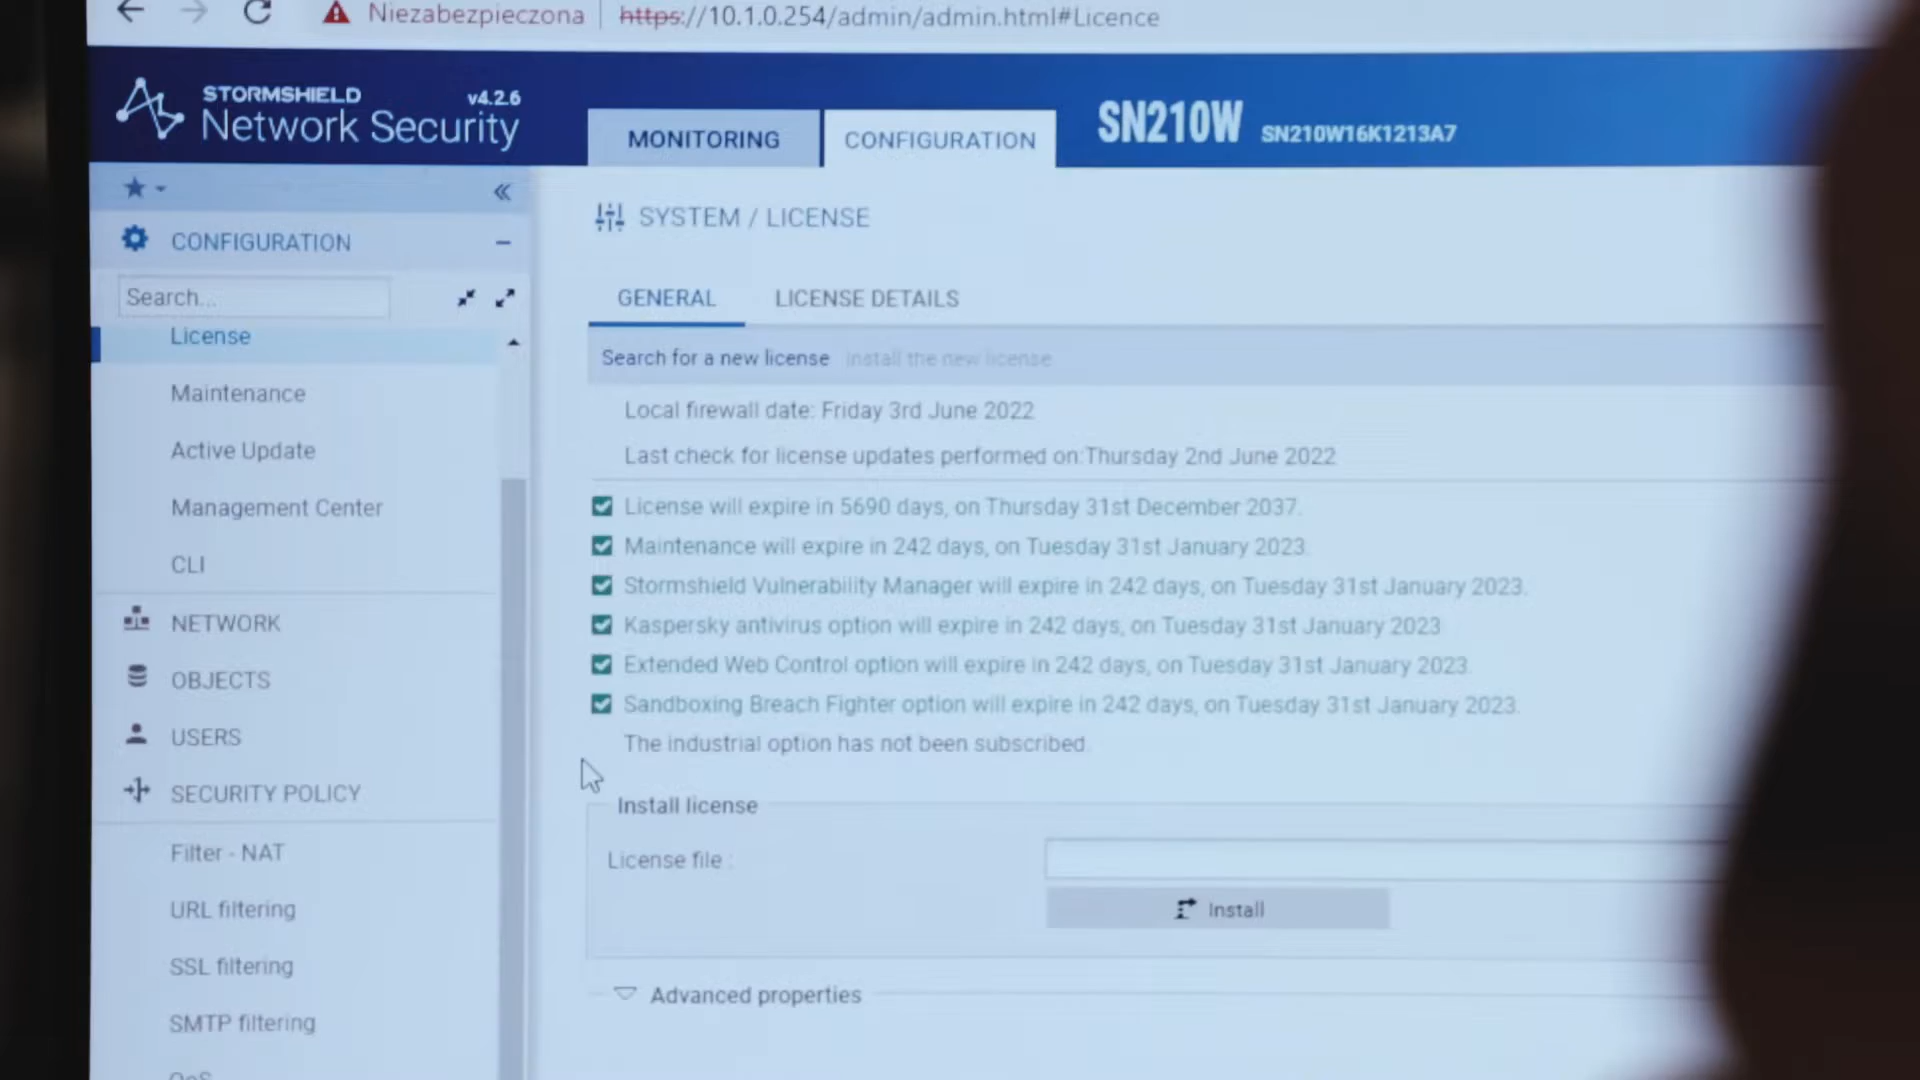 Niezabezpieczona https://10.1.0.254/admin/admin.html#Licence
STORMSHIELD v4.2.6
Network Security
MONITORING CONFIGURATION SN210W SN210W16K1213A7
CONFIGURATION
Search...
License
Maintenance
Active Update
Management Center
CLI
NETWORK
OBJECTS
USERS
SECURITY POLICY
Filter - NAT
URL filtering
SSL filtering
SMTP filtering
QoS
SYSTEM / LICENSE
GENERAL LICENSE DETAILS
Search for a new license Install the new license
Local firewall date: Friday 3rd June 2022
Last check for license updates performed on:Thursday 2nd June 2022
License will expire in 5690 days, on Thursday 31st December 2037.
Maintenance will expire in 242 days, on Tuesday 31st January 2023.
Stormshield Vulnerability Manager will expire in 242 days, on Tuesday 31st January 2023.
Kaspersky antivirus option will expire in 242 days, on Tuesday 31st January 2023
Extended Web Control option will expire in 242 days, on Tuesday 31st January 2023.
Sandboxing Breach Fighter option will expire in 242 days, on Tuesday 31st January 2023.
The industrial option has not been subscribed.
Install license
License file :
Install
Advanced properties